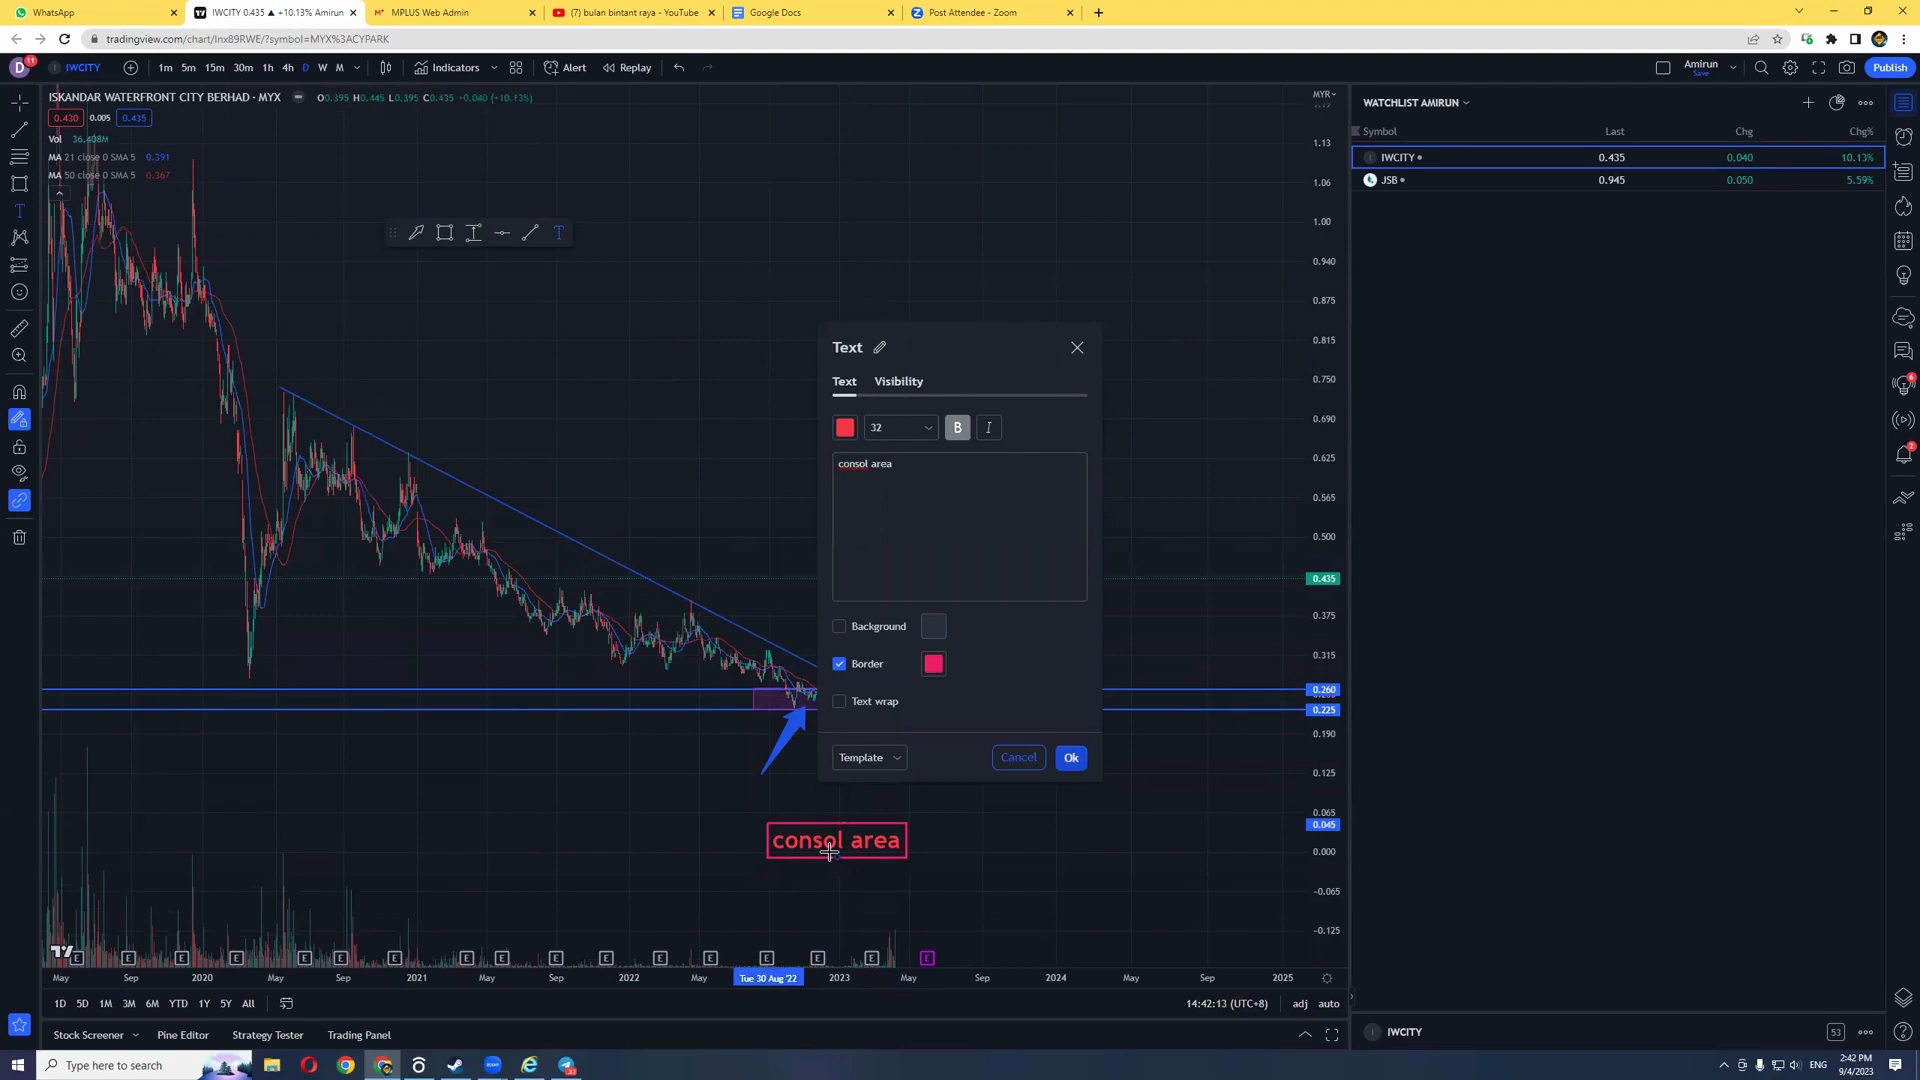 WhatsApp
IWCITY 0.435 ▲ +10.13% Amirun
MPLUS Web Admin
(7) bulan bintant raya - YouTube
Google Docs
Post Attendee - Zoom
tradingview.com/chart/lnx89RWE/?symbol=MYX%3ACYPARK
D
11
IWCITY
1m 5m 15m 30m 1h 4h D W M
Indicators
Alert
Replay
Amirun
Save
Publish
ISKANDAR WATERFRONT CITY BERHAD · MYX
O0.395 H0.445 L0.395 C0.435 +0.040 (+10.13%)
MYR
0.430
0.005
0.435
Vol 36.408M
MA 21 close 0 SMA 5 0.391
MA 50 close 0 SMA 5 0.367
WATCHLIST AMIRUN
Symbol Last Chg Chg%
IWCITY 0.435 0.040 10.13%
JSB 0.945 0.050 5.59%
1.13
1.06
1.00
0.940
0.875
0.815
0.750
0.690
0.625
0.565
0.500
0.435
0.375
0.315
0.260
0.225
0.190
0.125
0.065
0.045
0.000
−0.065
−0.125
Text
Text
Visibility
32
B
I
consol area
Background
Border
Text wrap
Template
Cancel
Ok
consol area
E E E E E E E E E E E E E E E E
May Sep 2020 May Sep 2021 May Sep 2022 May Tue 30 Aug '22 2023 May Sep 2024 May Sep 2025
1D 5D 1M 3M 6M YTD 1Y 5Y All
14:42:13 (UTC+8)
adj
auto
Stock Screener
Pine Editor
Strategy Tester
Trading Panel
IWCITY
53
6
2
Type here to search
ENG
2:42 PM
9/4/2023